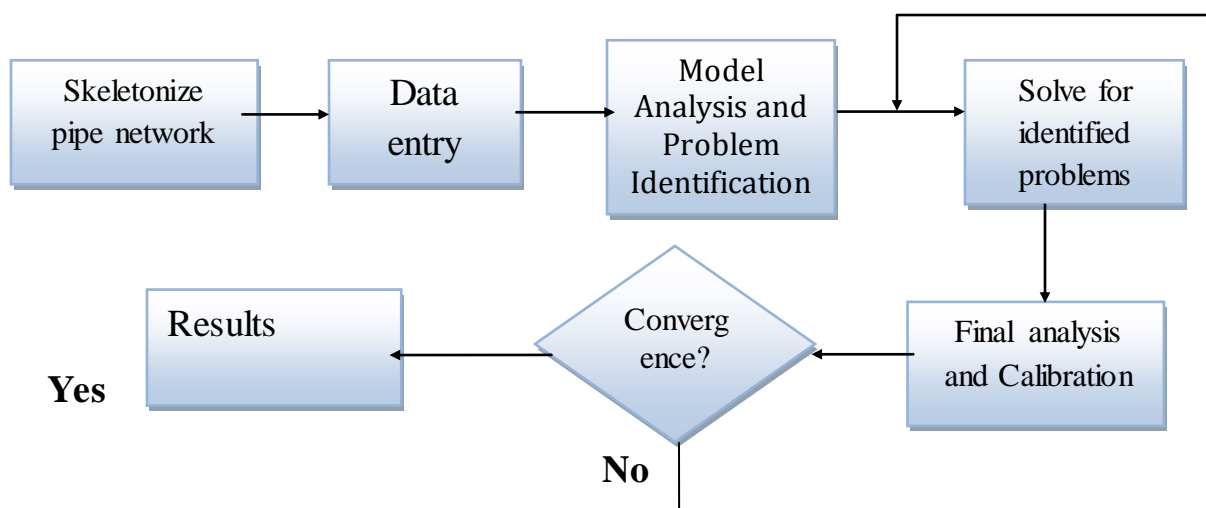 Skeletonize
pipe network
Data
entry
Model
Analysis and
Problem
Identification
Solve for
identified
problems
Final analysis
and Calibration
Converg
ence?
Results
Yes
No